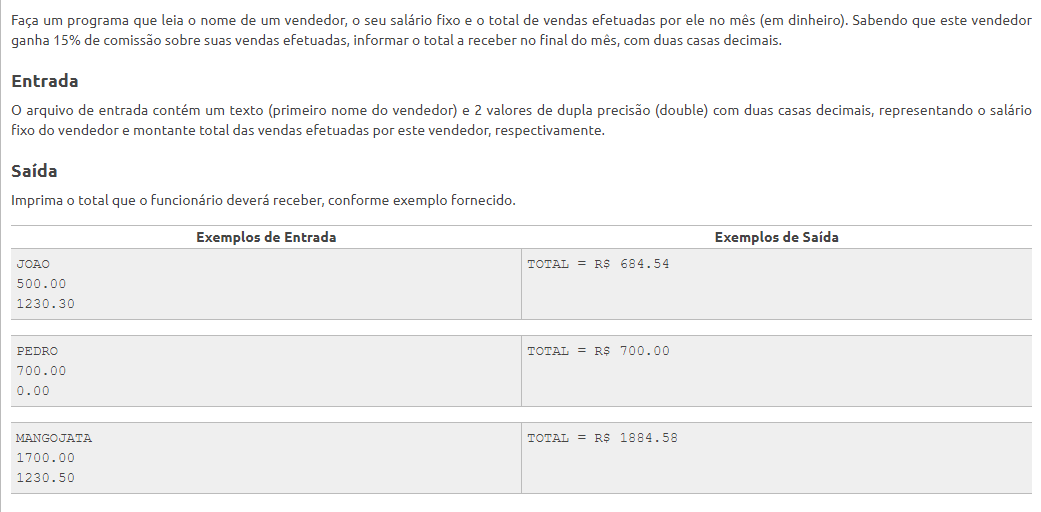 Faça um programa que leia o nome de um vendedor, o seu salário fixo e o total de vendas efetuadas por ele no mês (em dinheiro). Sabendo que este vendedor
ganha 15% de comissão sobre suas vendas efetuadas, informar o total a receber no final do mês, com duas casas decimais.
Entrada
O arquivo de entrada contém um texto (primeiro nome do vendedor) e 2 valores de dupla precisão (double) com duas casas decimais, representando o salário
fixo do vendedor e montante total das vendas efetuadas por este vendedor, respectivamente.
Saída
Imprima o total que o funcionário deverá receber, conforme exemplo fornecido.
Exemplos de Entrada Exemplos de Saída
JOAO TOTAL = R$ 684.54
500.00
1230.30
PEDRO TOTAL = R$ 700.00
700.00
0.00
MANGOJATA TOTAL = R$ 1884.58
1700.00
1230.50